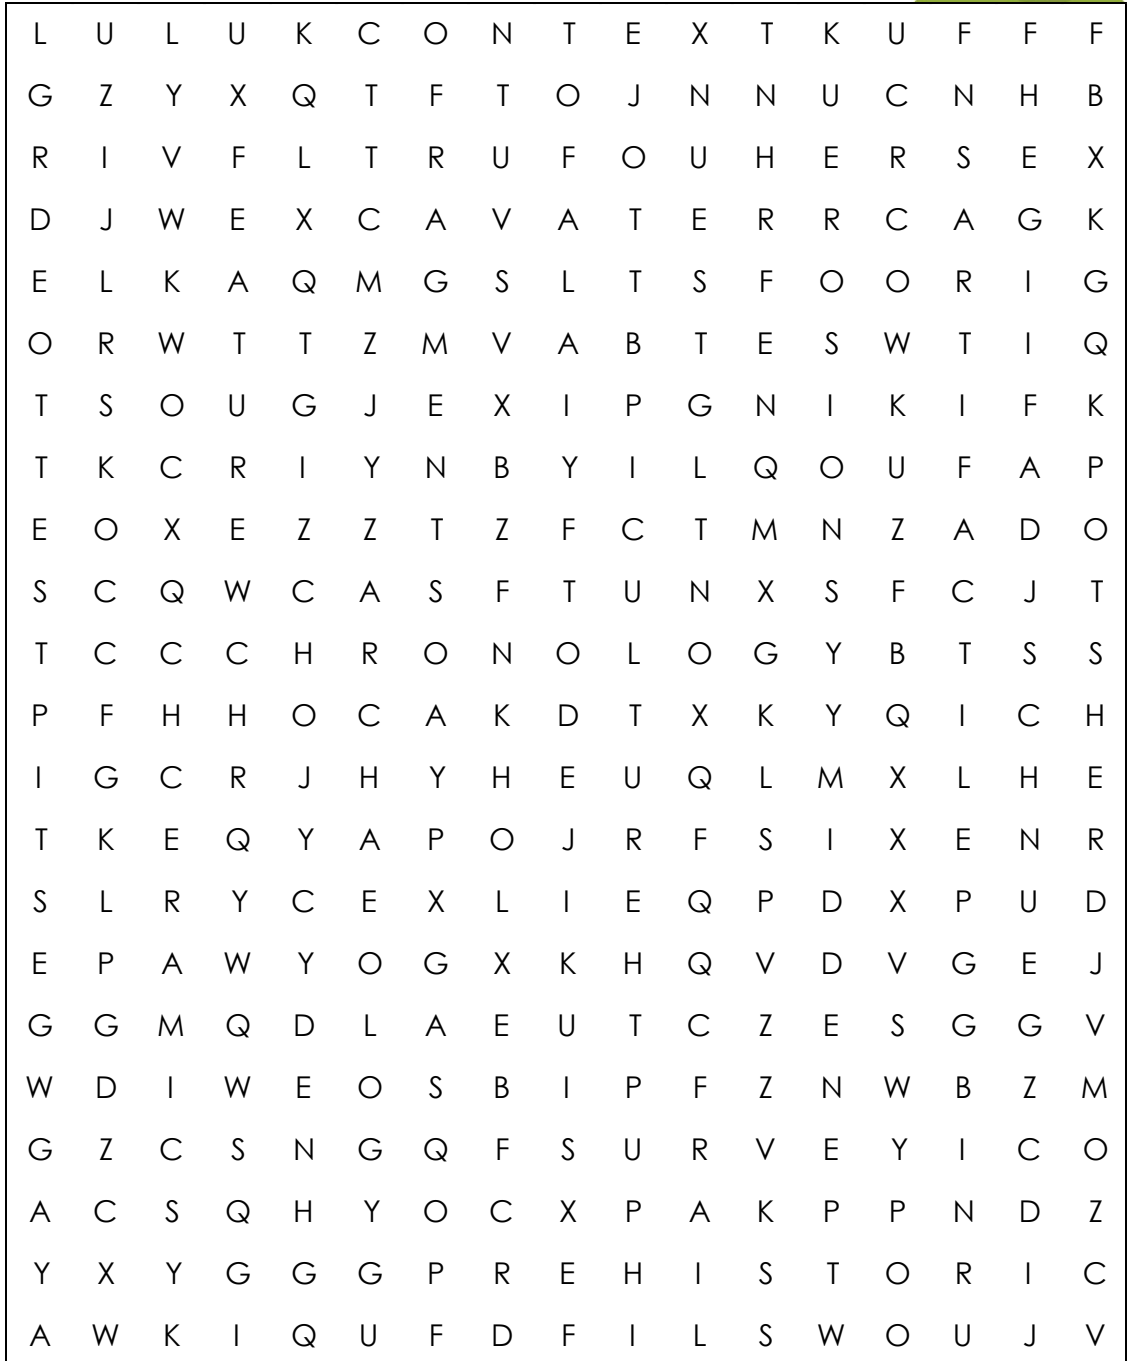 L U L U K C O N T E X T K U F F F
G Z Y X Q T F T O J N N U C N H B
R I V F L T R U F O U H E R S E X
D J W E X C A V A T E R R C A G K
E L K A Q M G S L T S F O O R I G
O R W T T Z M V A B T E S W T I Q
T S O U G J E X I P G N I K I F K
T K C R I Y N B Y I L Q O U F A P
E O X E Z Z T Z F C T M N Z A D O
S C Q W C A S F T U N X S F C J T
T C C C H R O N O L O G Y B T S S
P F H H O C A K D T X K Y Q I C H
I G C R J H Y H E U Q L M X L H E
T K E Q Y A P O J R F S I X E N R
S L R Y C E X L I E Q P D X P U D
E P A W Y O G X K H Q V D V G E J
G G M Q D L A E U T C Z E S G G V
W D I W E O S B I P F Z N W B Z M
G Z C S N G Q F S U R V E Y I C O
A C S Q H Y O C X P A K P P N D Z
Y X Y G G G P R E H I S T O R I C
A W K I Q U F D F I L S W O U J V